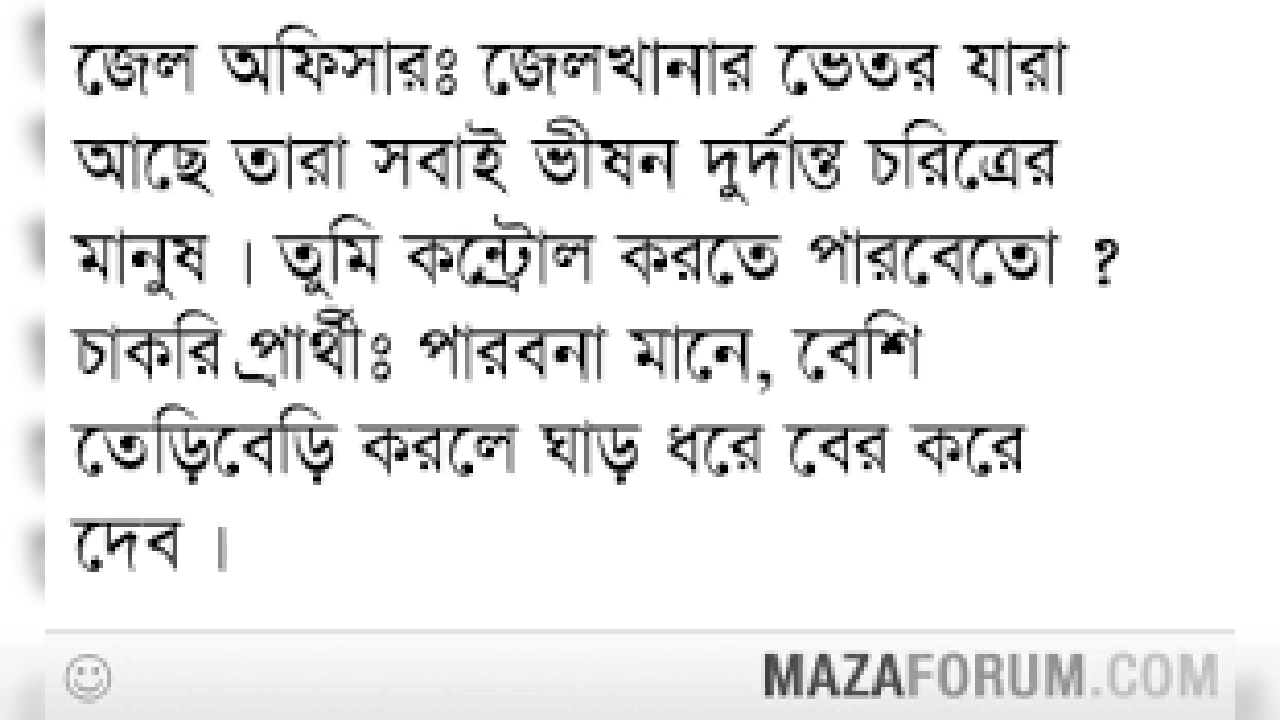 জেল অফিসারঃ জেলখানার ভেতর যারা
আছে তারা সবাই ভীষন দুর্দান্ত চরিত্রের
মানুষ । তুমি কন্ট্রোল করতে পারবেতো ?
চাকরি প্রার্থীঃ পারবনা মানে, বেশি
তেড়িবেড়ি করলে ঘাড় ধরে বের করে
দেব ।
MAZAFORUM.COM